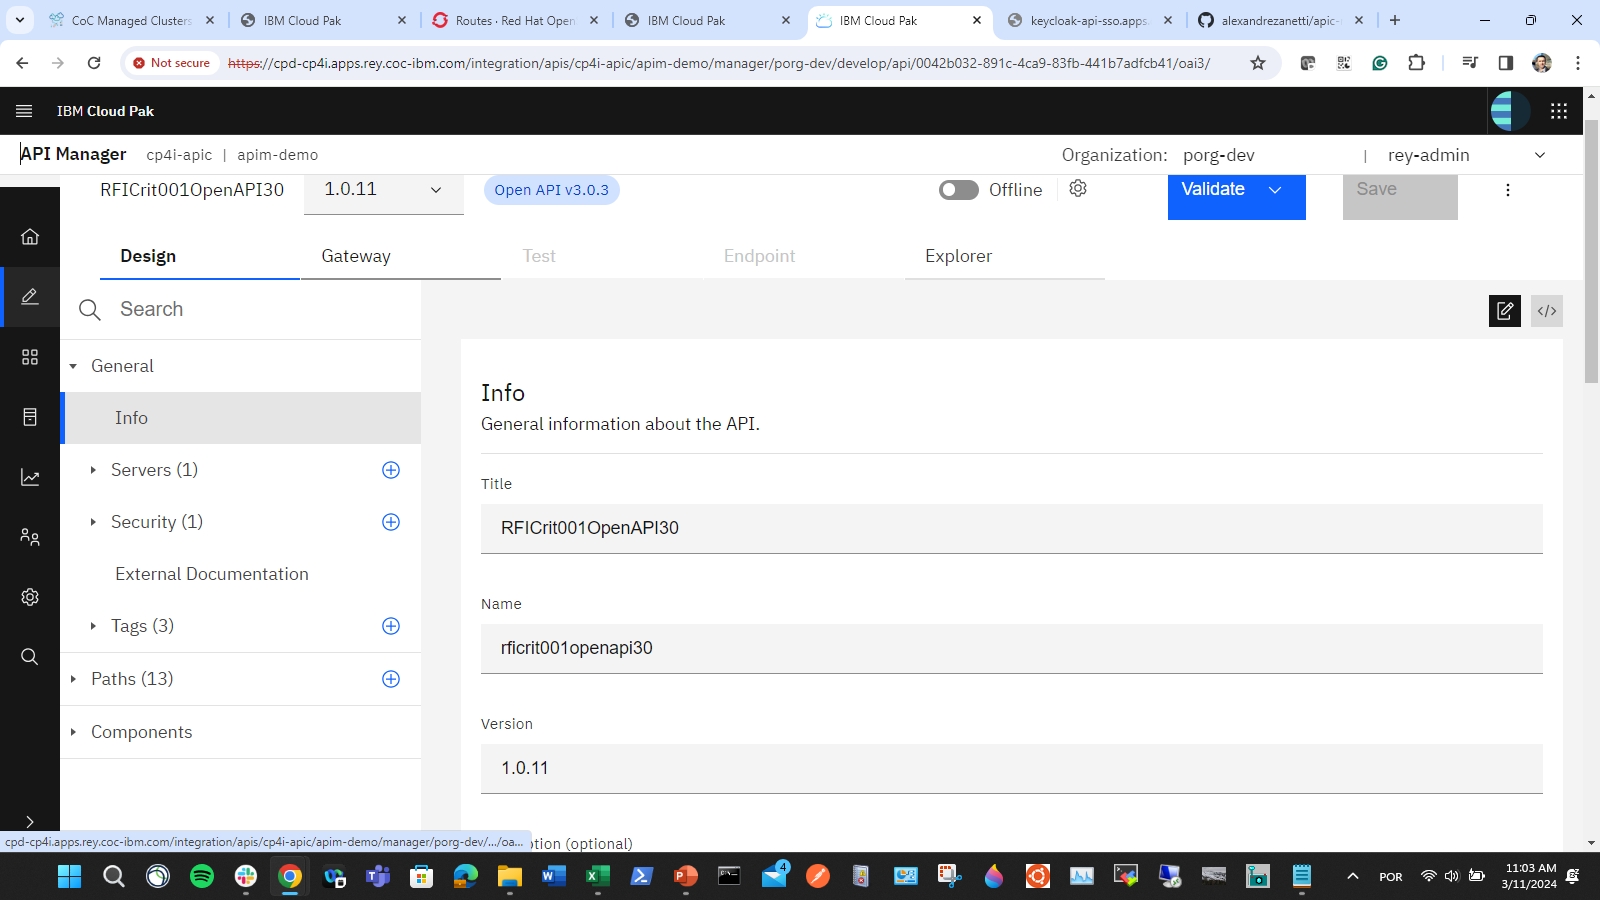 CoC Managed Clusters
IBM Cloud Pak
Routes · Red Hat Open
IBM Cloud Pak
IBM Cloud Pak
keycloak-api-sso.apps.
alexandrezanetti/apic-
Not secure
https://cpd-cp4i.apps.rey.coc-ibm.com/integration/apis/cp4i-apic/apim-demo/manager/porg-dev/develop/api/0042b032-891c-4ca9-83fb-441b7adfcb41/oai3/
IBM Cloud Pak
API Manager cp4i-apic | apim-demo
Organization: porg-dev | rey-admin
RFICrit001OpenAPI30 1.0.11 Open API v3.0.3 Offline Validate Save
Design Gateway Test Endpoint Explorer
Search
General
Info
Servers (1)
Security (1)
External Documentation
Tags (3)
Paths (13)
Components
Info
General information about the API.
Title
RFICrit001OpenAPI30
Name
rficrit001openapi30
Version
1.0.11
ption (optional)
cpd-cp4i.apps.rey.coc-ibm.com/integration/apis/cp4i-apic/apim-demo/manager/porg-dev/.../oa...
4
POR
11:03 AM
3/11/2024